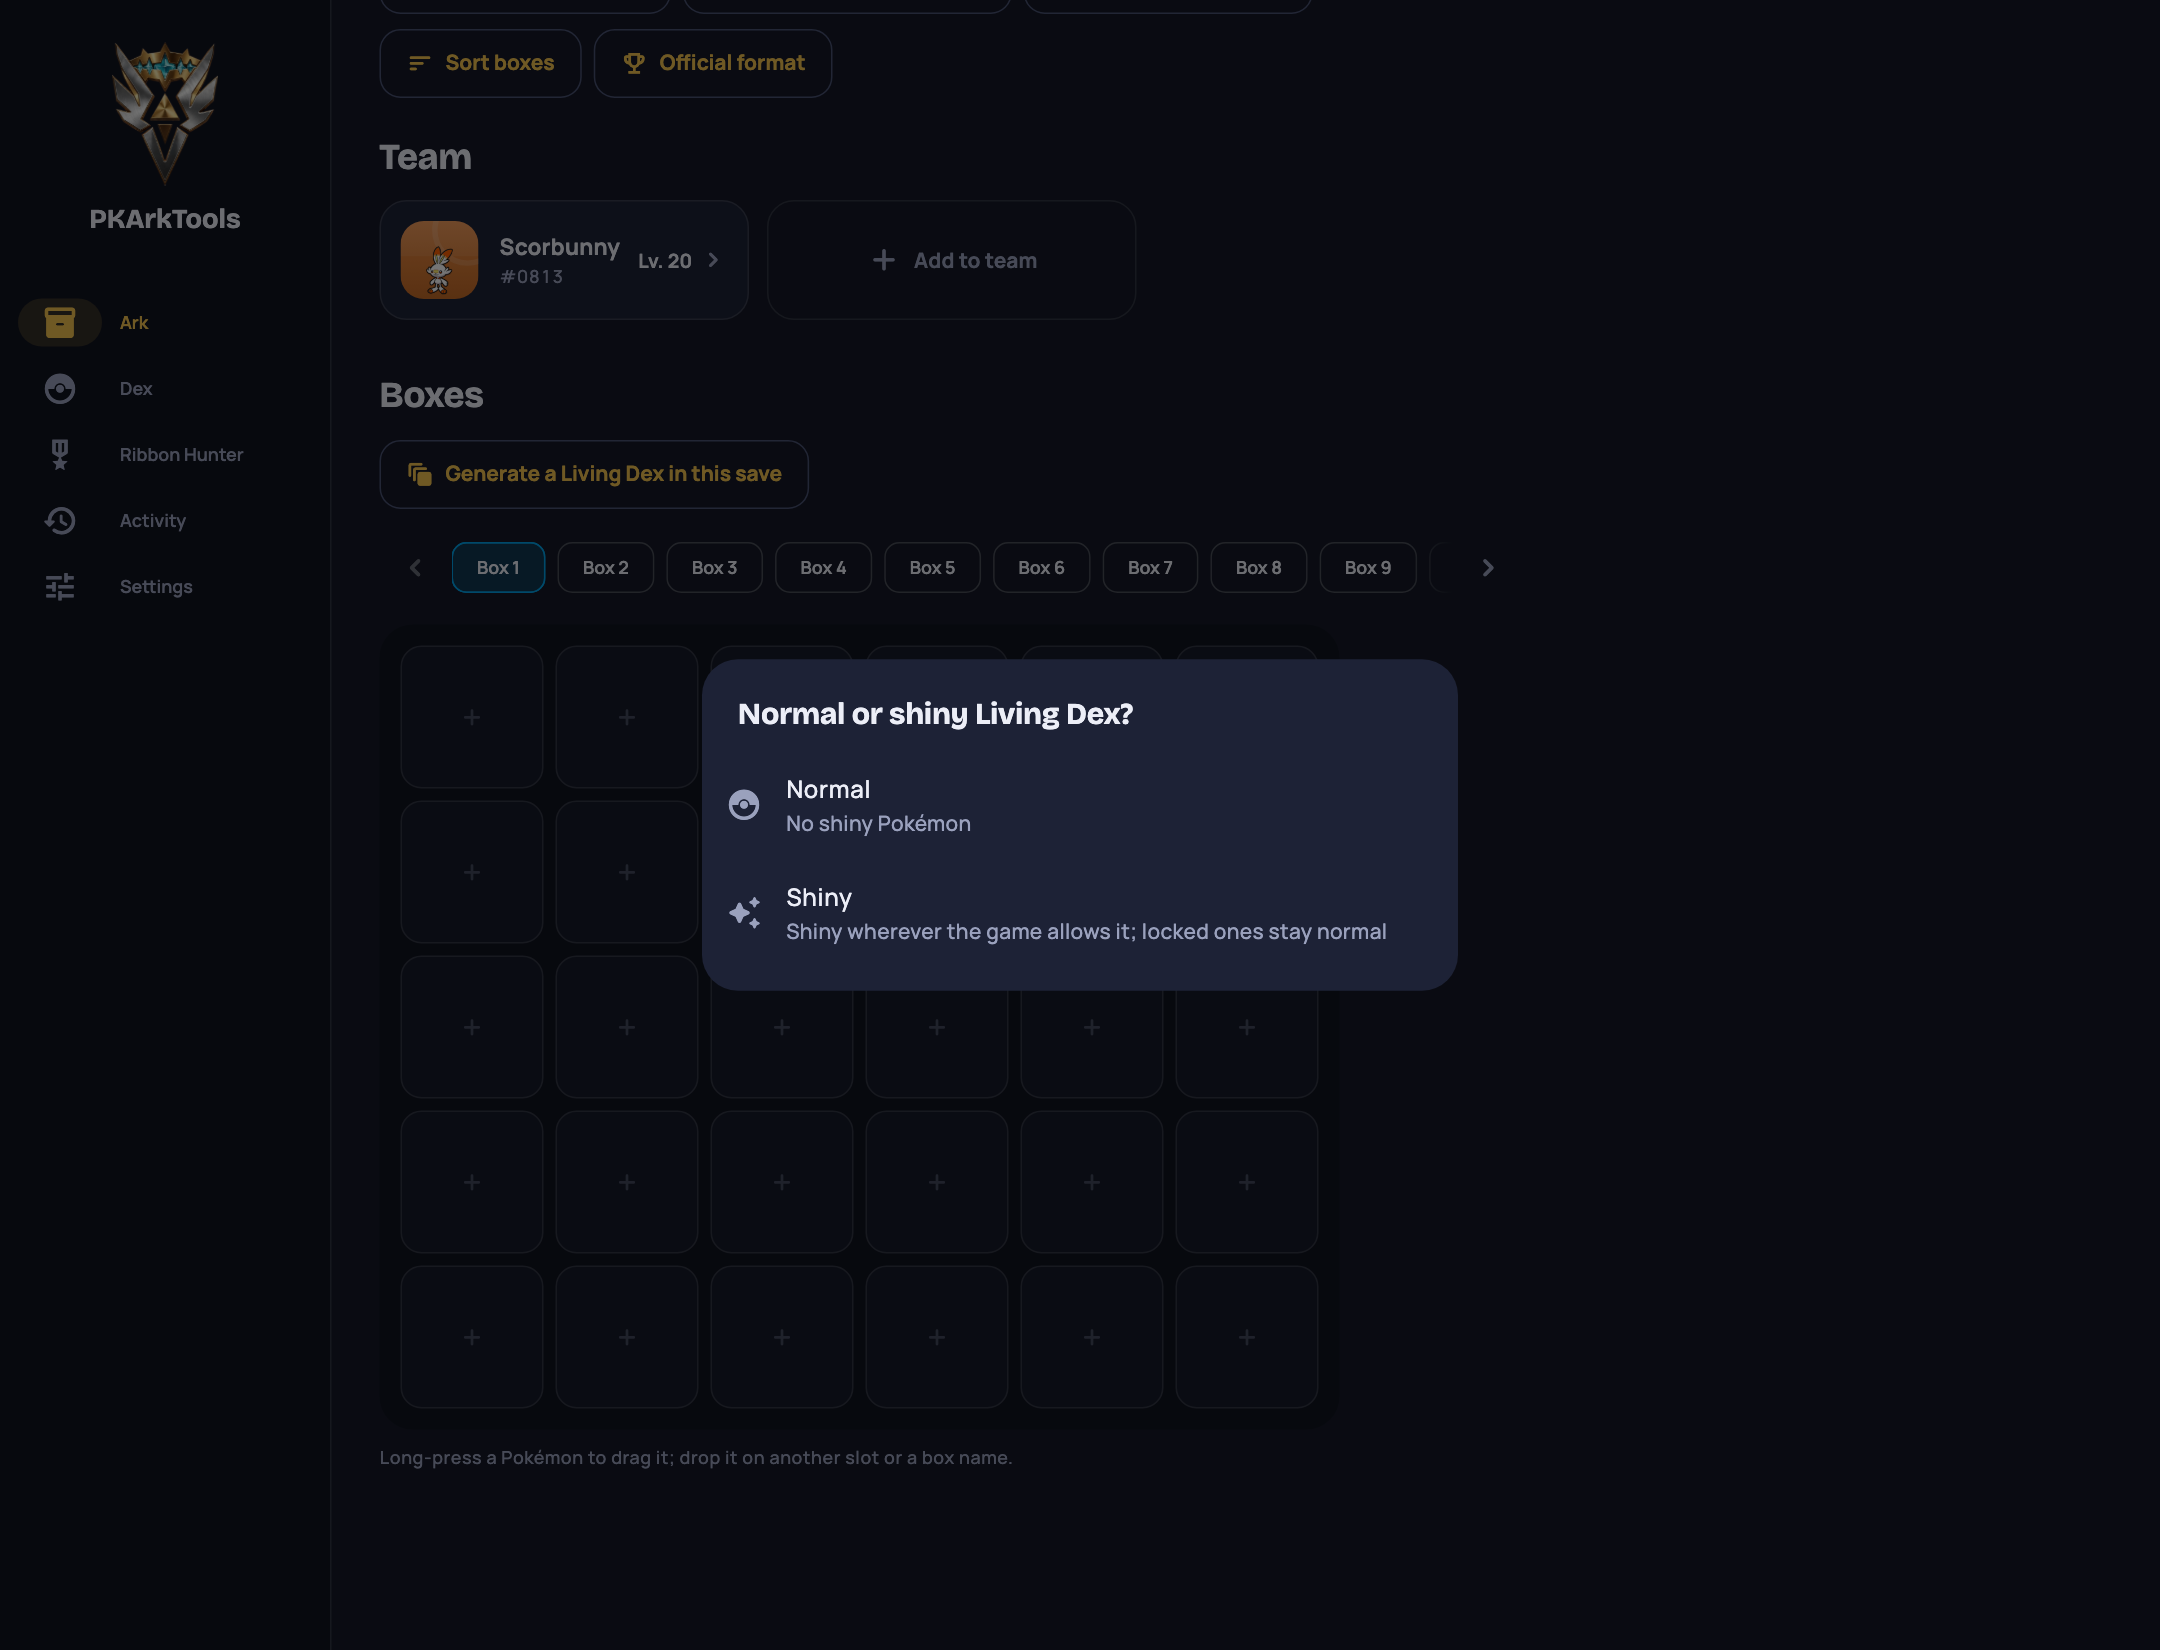 PKArkTools
Ark
Dex
Ribbon Hunter
Activity
Settings
Sort boxes
Official format
Team
Scorbunny
#0813
Lv. 20
Add to team
Boxes
Generate a Living Dex in this save
Box 1
Box 2
Box 3
Box 4
Box 5
Box 6
Box 7
Box 8
Box 9
Normal or shiny Living Dex?
Normal
No shiny Pokémon
Shiny
Shiny wherever the game allows it; locked ones stay normal
Long-press a Pokémon to drag it; drop it on another slot or a box name.